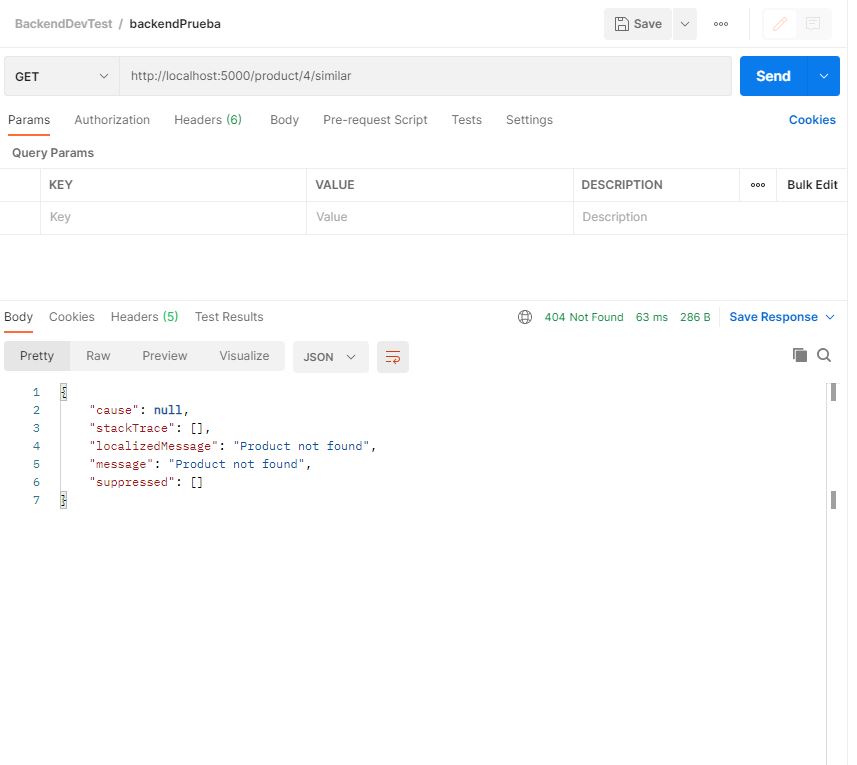 BackendDevTest / backendPrueba
Save
GET http://localhost:5000/product/4/similar Send
Params Authorization Headers (6) Body Pre-request Script Tests Settings Cookies
Query Params
KEY VALUE DESCRIPTION Bulk Edit
Key Value Description
Body Cookies Headers (5) Test Results 404 Not Found 63 ms 286 B Save Response
Pretty Raw Preview Visualize JSON
1 {
2 "cause": null,
3 "stackTrace": [],
4 "localizedMessage": "Product not found",
5 "message": "Product not found",
6 "suppressed": []
7 }